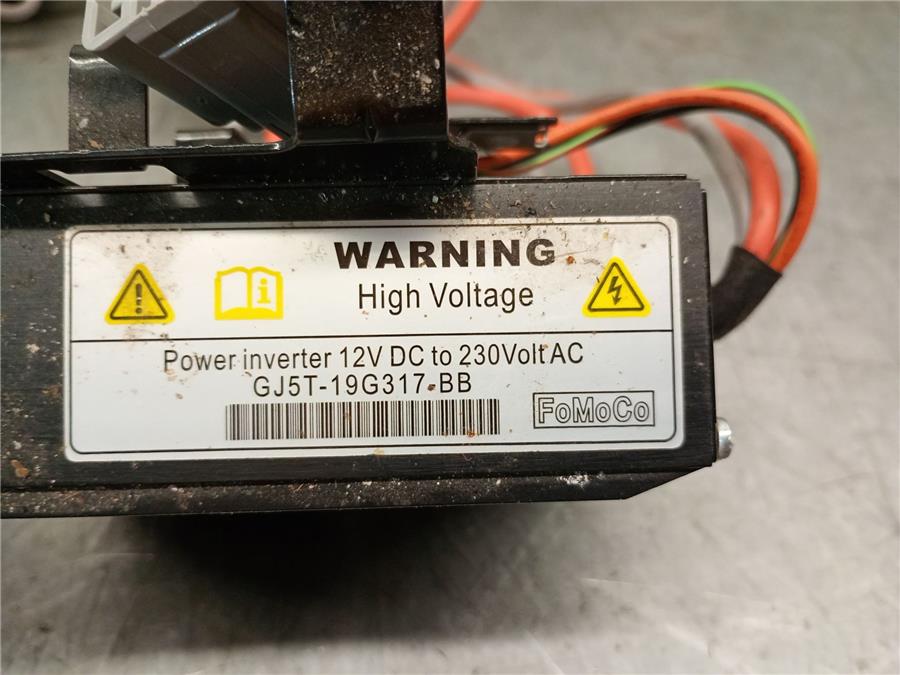 WARNING
High Voltage
Power inverter 12V DC to 230Volt AC
GJ5T-19G317-BB
FoMoCo